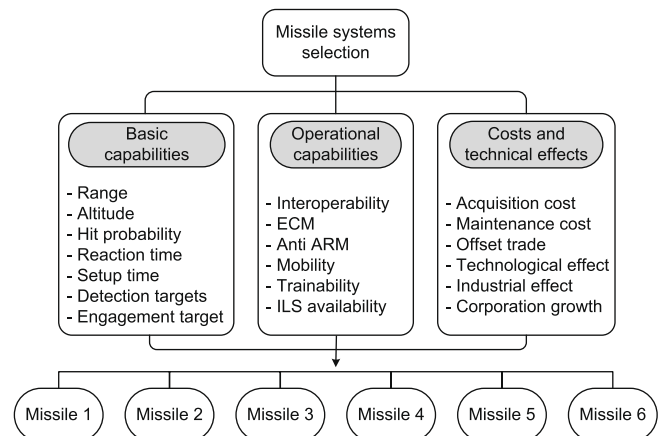 Missile systems
selection
Basic
capabilities
- Range
- Altitude
- Hit probability
- Reaction time
- Setup time
- Detection targets
- Engagement target
Operational
capabilities
- Interoperability
- ECM
- Anti ARM
- Mobility
- Trainability
- ILS availability
Costs and
technical effects
- Acquisition cost
- Maintenance cost
- Offset trade
- Technological effect
- Industrial effect
- Corporation growth
Missile 1
Missile 2
Missile 3
Missile 4
Missile 5
Missile 6